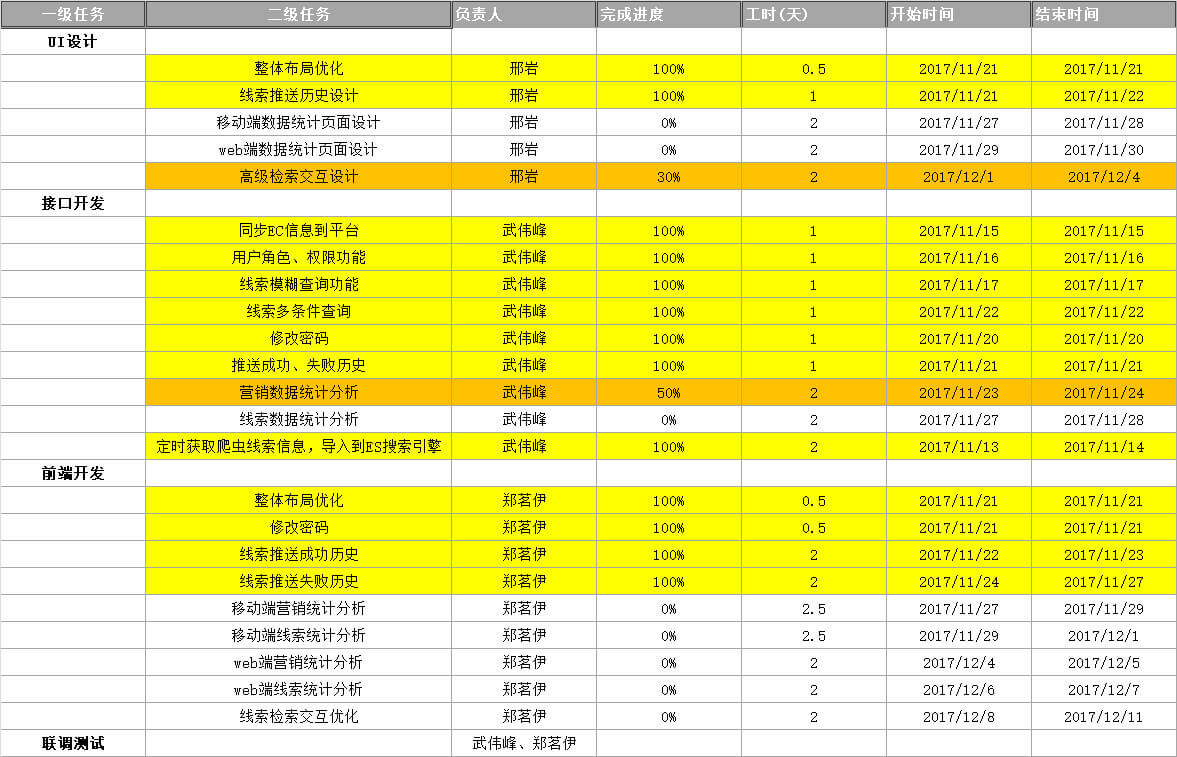 一级任务 二级任务 负责人 完成进度 工时(天) 开始时间 结束时间
UI设计
整体布局优化 邢岩 100% 0.5 2017/11/21 2017/11/21
线索推送历史设计 邢岩 100% 1 2017/11/21 2017/11/22
移动端数据统计页面设计 邢岩 0% 2 2017/11/27 2017/11/28
web端数据统计页面设计 邢岩 0% 2 2017/11/29 2017/11/30
高级检索交互设计 邢岩 30% 2 2017/12/1 2017/12/4
接口开发
同步EC信息到平台 武伟峰 100% 1 2017/11/15 2017/11/15
用户角色、权限功能 武伟峰 100% 1 2017/11/16 2017/11/16
线索模糊查询功能 武伟峰 100% 1 2017/11/17 2017/11/17
线索多条件查询 武伟峰 100% 1 2017/11/22 2017/11/22
修改密码 武伟峰 100% 1 2017/11/20 2017/11/20
推送成功、失败历史 武伟峰 100% 1 2017/11/21 2017/11/21
营销数据统计分析 武伟峰 50% 2 2017/11/23 2017/11/24
线索数据统计分析 武伟峰 0% 2 2017/11/27 2017/11/28
定时获取爬虫线索信息，导入到ES搜索引擎 武伟峰 100% 2 2017/11/13 2017/11/14
前端开发
整体布局优化 郑茗伊 100% 0.5 2017/11/21 2017/11/21
修改密码 郑茗伊 100% 0.5 2017/11/21 2017/11/21
线索推送成功历史 郑茗伊 100% 2 2017/11/22 2017/11/23
线索推送失败历史 郑茗伊 100% 2 2017/11/24 2017/11/27
移动端营销统计分析 郑茗伊 0% 2.5 2017/11/27 2017/11/29
移动端线索统计分析 郑茗伊 0% 2.5 2017/11/29 2017/12/1
web端营销统计分析 郑茗伊 0% 2 2017/12/4 2017/12/5
web端线索统计分析 郑茗伊 0% 2 2017/12/6 2017/12/7
线索检索交互优化 郑茗伊 0% 2 2017/12/8 2017/12/11
联调测试 武伟峰、郑茗伊